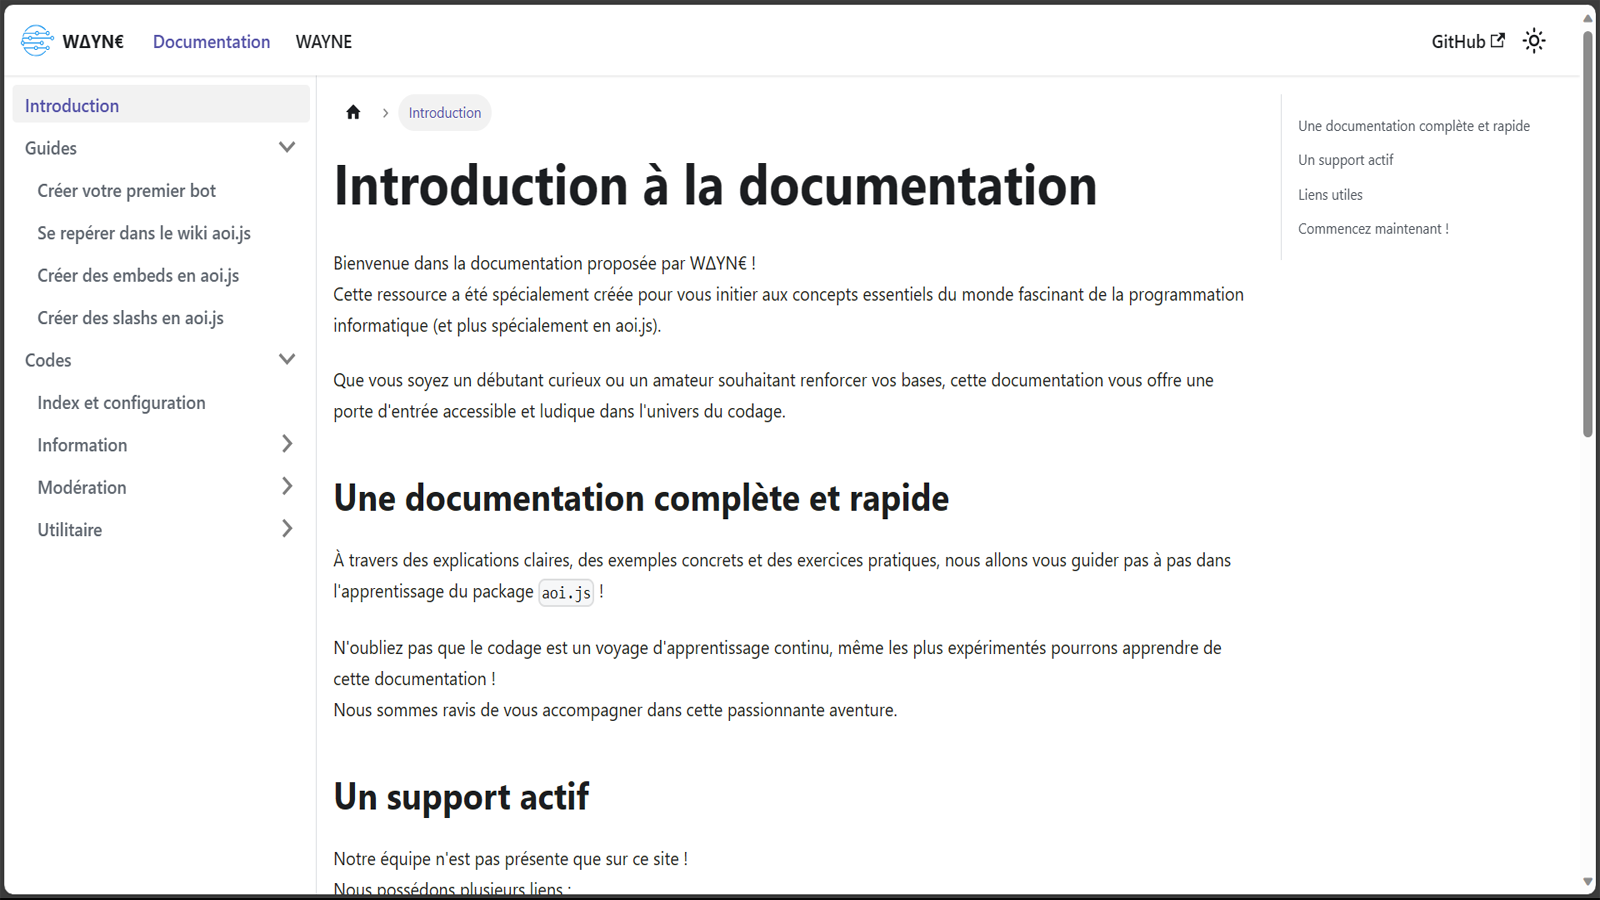 WΔYN€
Documentation
WAYNE
GitHub
Introduction
Guides
Créer votre premier bot
Se repérer dans le wiki aoi.js
Créer des embeds en aoi.js
Créer des slashs en aoi.js
Codes
Index et configuration
Information
Modération
Utilitaire
Introduction
Introduction à la documentation
Bienvenue dans la documentation proposée par WΔYN€ !
Cette ressource a été spécialement créée pour vous initier aux concepts essentiels du monde fascinant de la programmation
informatique (et plus spécialement en aoi.js).
Que vous soyez un débutant curieux ou un amateur souhaitant renforcer vos bases, cette documentation vous offre une
porte d'entrée accessible et ludique dans l'univers du codage.
Une documentation complète et rapide
À travers des explications claires, des exemples concrets et des exercices pratiques, nous allons vous guider pas à pas dans
l'apprentissage du package aoi.js !
N'oubliez pas que le codage est un voyage d'apprentissage continu, même les plus expérimentés pourrons apprendre de
cette documentation !
Nous sommes ravis de vous accompagner dans cette passionnante aventure.
Un support actif
Notre équipe n'est pas présente que sur ce site !
Nous possédons plusieurs liens :
Une documentation complète et rapide
Un support actif
Liens utiles
Commencez maintenant !